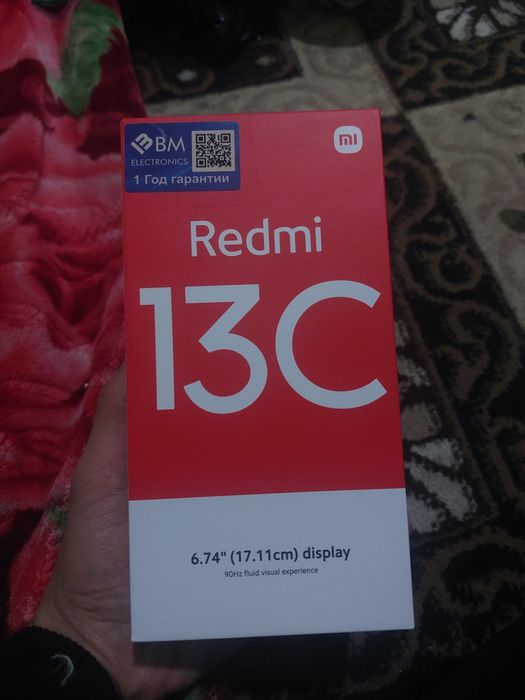 BM
ELECTRONICS
1 Год гарантии
mi
Redmi
13C
6.74" (17.11cm) display
90Hz fluid visual experience